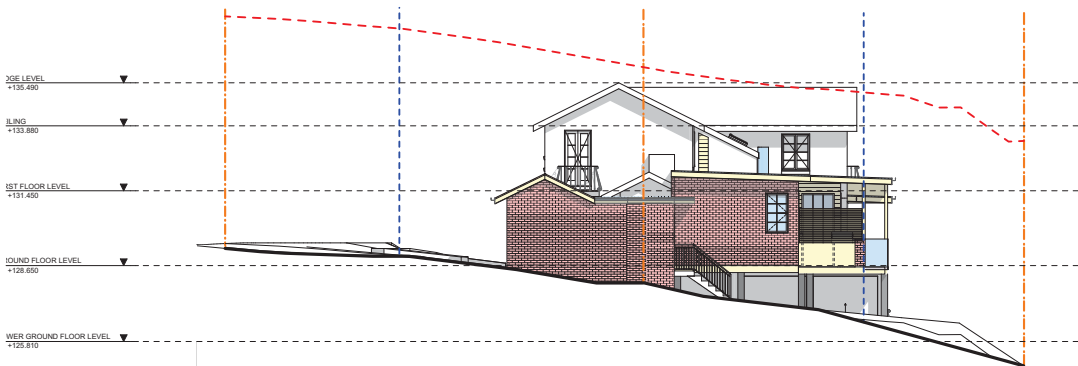 DGE LEVEL
+135.490
ILING
+133.880
RST FLOOR LEVEL
+131.450
ROUND FLOOR LEVEL
+128.650
WER GROUND FLOOR LEVEL
+125.810